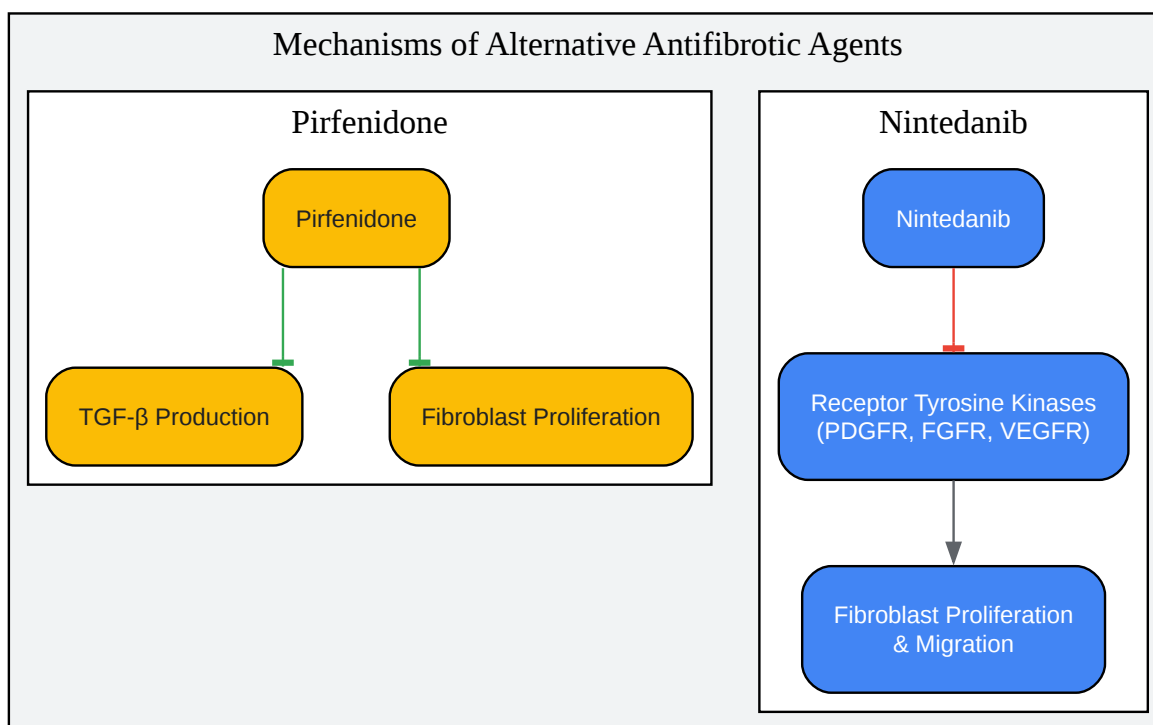 Mechanisms of Alternative Antifibrotic Agents
Pirfenidone
Pirfenidone
TGF-β Production
Fibroblast Proliferation
Nintedanib
Nintedanib
Receptor Tyrosine Kinases
(PDGFR, FGFR, VEGFR)
Fibroblast Proliferation
& Migration